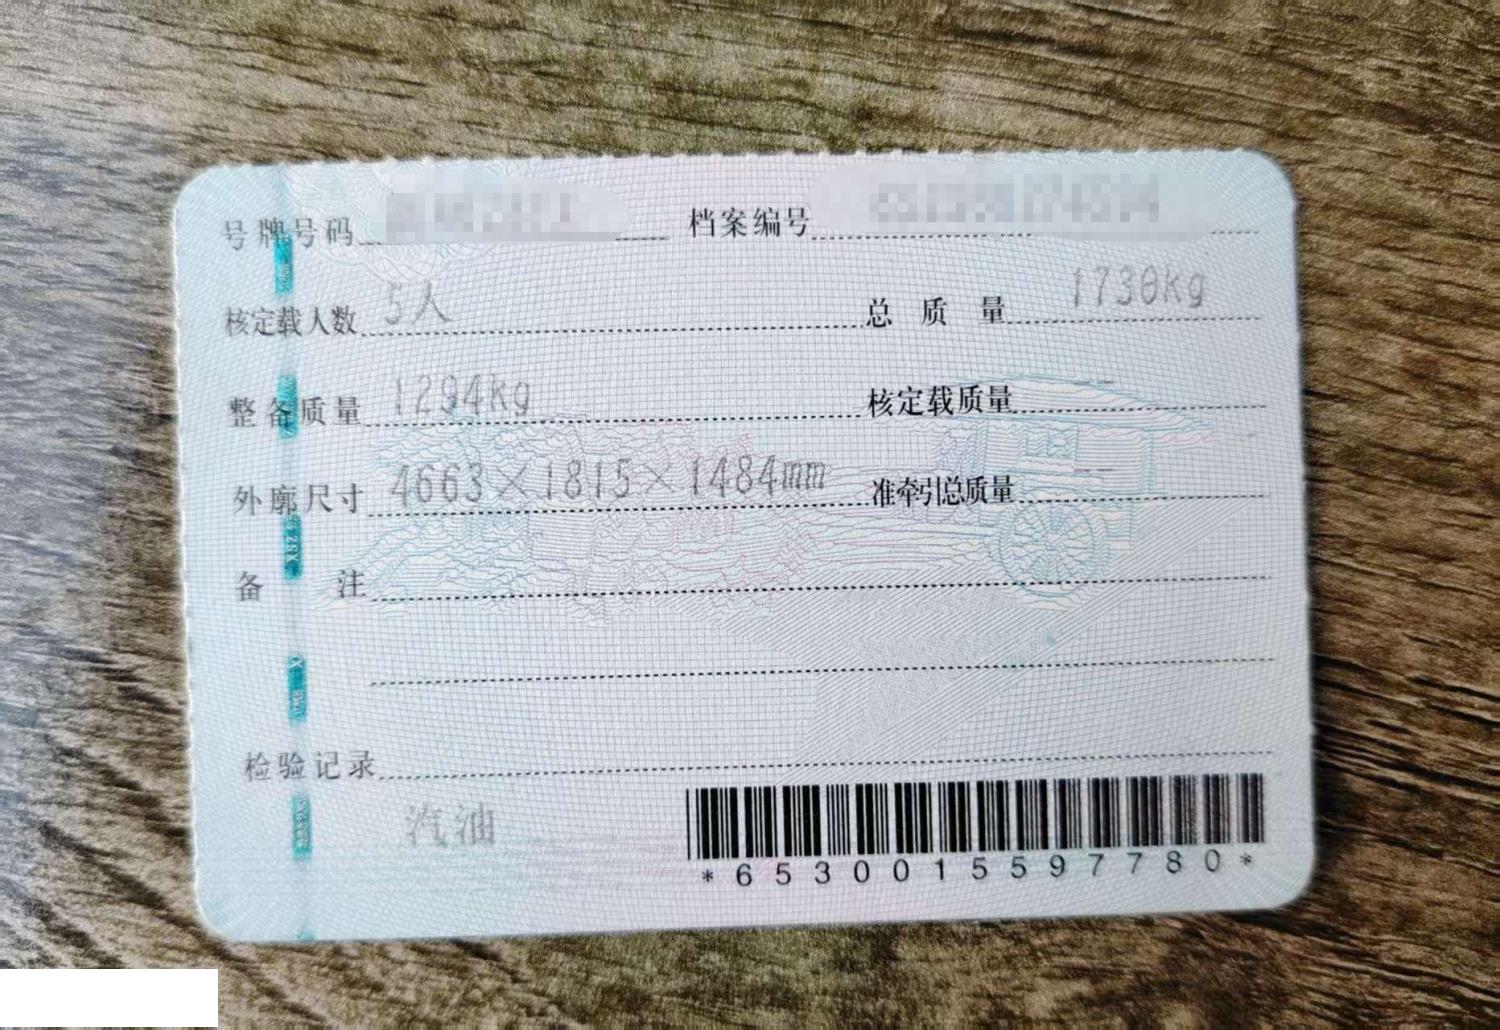 号牌号码 档案编号
核定载人数 5人 总质量 1730kg
整备质量 1294kg 核定载质量 --
外廓尺寸 4663×1815×1484mm 准牵引总质量 --
备注
检验记录
汽油
*6530015597780*